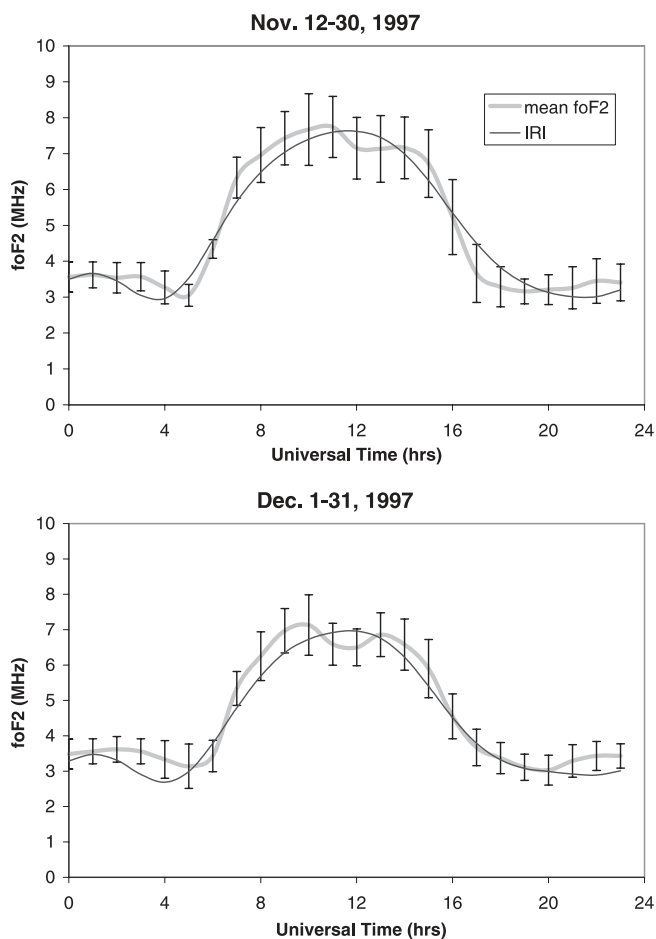 Nov. 12-30, 1997
10
9
8
7
6
5
4
3
2
1
0
foF2 (MHz)
mean foF2
IRI
0 4 8 12 16 20 24
Universal Time (hrs)
Dec. 1-31, 1997
10
9
8
7
6
5
4
3
2
1
0
foF2 (MHz)
0 4 8 12 16 20 24
Universal Time (hrs)